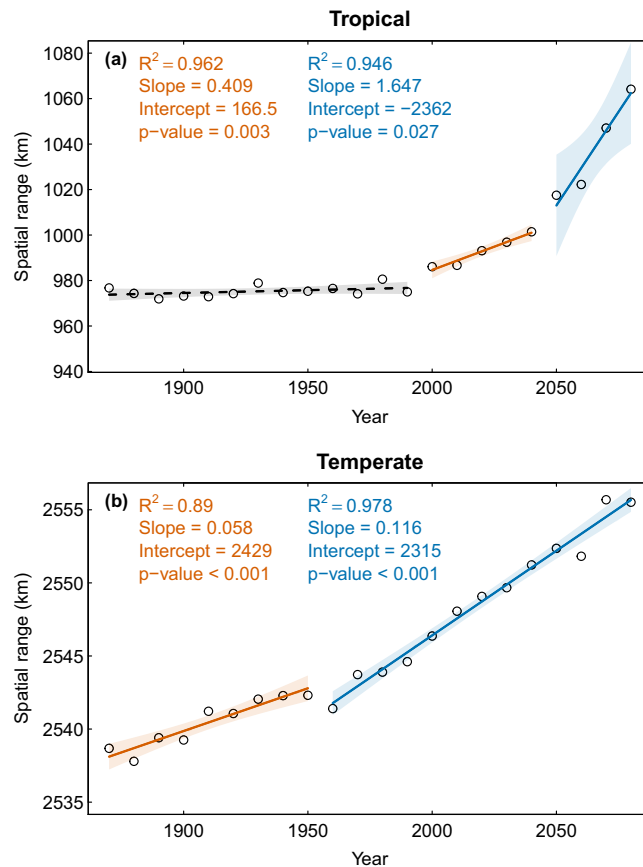 Tropical
(a)
R² = 0.962
Slope = 0.409
Intercept = 166.5
p−value = 0.003
R² = 0.946
Slope = 1.647
Intercept = −2362
p−value = 0.027
Spatial range (km)
1080
1060
1040
1020
1000
980
960
940
1900
1950
2000
2050
Year
Temperate
(b)
R² = 0.89
Slope = 0.058
Intercept = 2429
p−value < 0.001
R² = 0.978
Slope = 0.116
Intercept = 2315
p−value < 0.001
Spatial range (km)
2555
2550
2545
2540
2535
1900
1950
2000
2050
Year